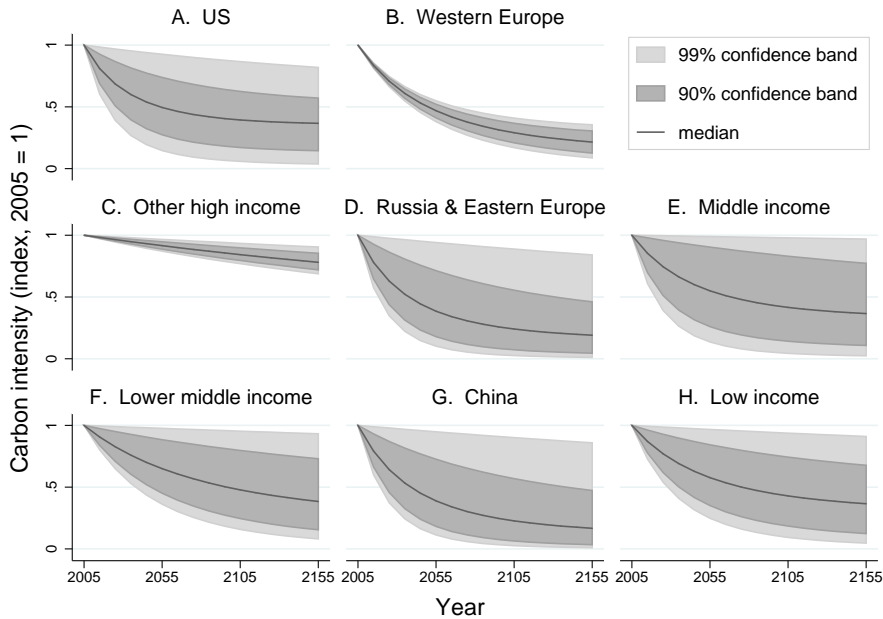 A. US
B. Western Europe
99% confidence band
90% confidence band
median
C. Other high income
D. Russia & Eastern Europe
E. Middle income
F. Lower middle income
G. China
H. Low income
Carbon intensity (index, 2005 = 1)
0 .5 1
0 .5 1
0 .5 1
2005 2055 2105 2155
2005 2055 2105 2155
2005 2055 2105 2155
Year